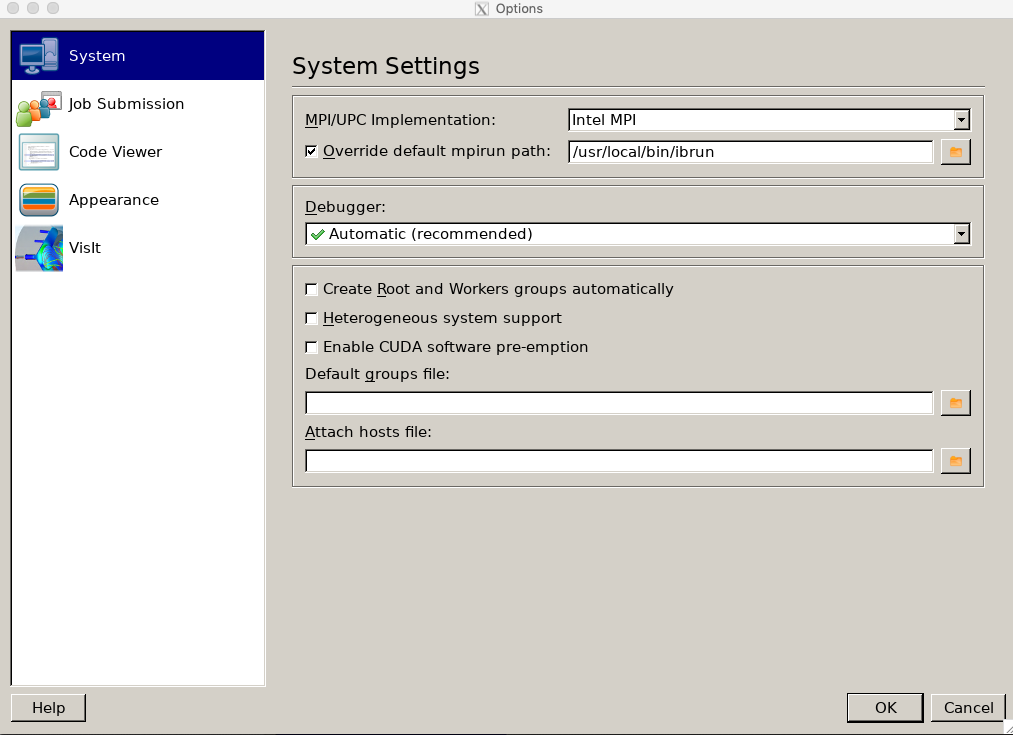 Options
System
Job Submission
Code Viewer
Appearance
VisIt
System Settings
MPI/UPC Implementation: Intel MPI
Override default mpirun path: /usr/local/bin/ibrun
Debugger:
Automatic (recommended)
Create Root and Workers groups automatically
Heterogeneous system support
Enable CUDA software pre-emption
Default groups file:
Attach hosts file:
Help OK Cancel